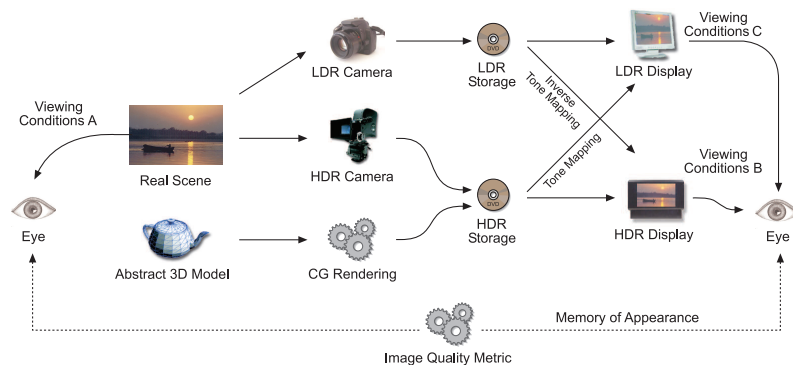 Viewing
Conditions C
DVD
LDR Camera
LDR
Storage
LDR Display
Viewing
Conditions A
Inverse
Tone Mapping
Tone Mapping
Real Scene
HDR Camera
Viewing
Conditions B
DVD
Eye
HDR
Storage
HDR Display
Eye
Abstract 3D Model
CG Rendering
Memory of Appearance
Image Quality Metric